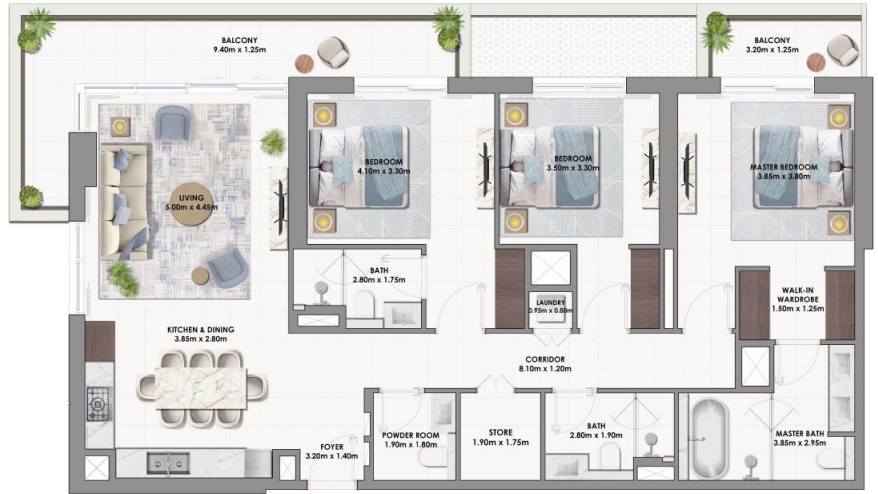 BALCONY
9.40m x 1.25m
BALCONY
3.20m x 1.25m
BEDROOM
4.10m x 3.30m
BEDROOM
3.50m x 3.30m
MASTER BEDROOM
3.85m x 3.80m
LIVING
5.00m x 4.45m
BATH
2.80m x 1.75m
LAUNDRY
0.95m x 0.80m
WALK-IN
WARDROBE
1.50m x 1.25m
KITCHEN & DINING
3.85m x 2.80m
CORRIDOR
8.10m x 1.20m
FOYER
3.20m x 1.40m
POWDER ROOM
1.90m x 1.80m
STORE
1.90m x 1.75m
BATH
2.80m x 1.90m
MASTER BATH
3.85m x 2.95m